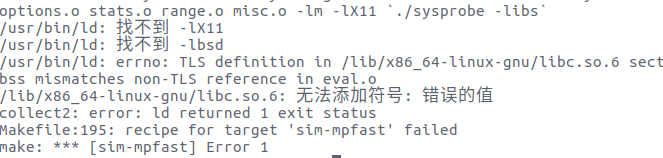 options.o stats.o range.o misc.o -lm -lX11 `./sysprobe -libs`
/usr/bin/ld: 找不到 -lX11
/usr/bin/ld: 找不到 -lbsd
/usr/bin/ld: errno: TLS definition in /lib/x86_64-linux-gnu/libc.so.6 sect
bss mismatches non-TLS reference in eval.o
/lib/x86_64-linux-gnu/libc.so.6: 无法添加符号: 错误的值
collect2: error: ld returned 1 exit status
Makefile:195: recipe for target 'sim-mpfast' failed
make: *** [sim-mpfast] Error 1